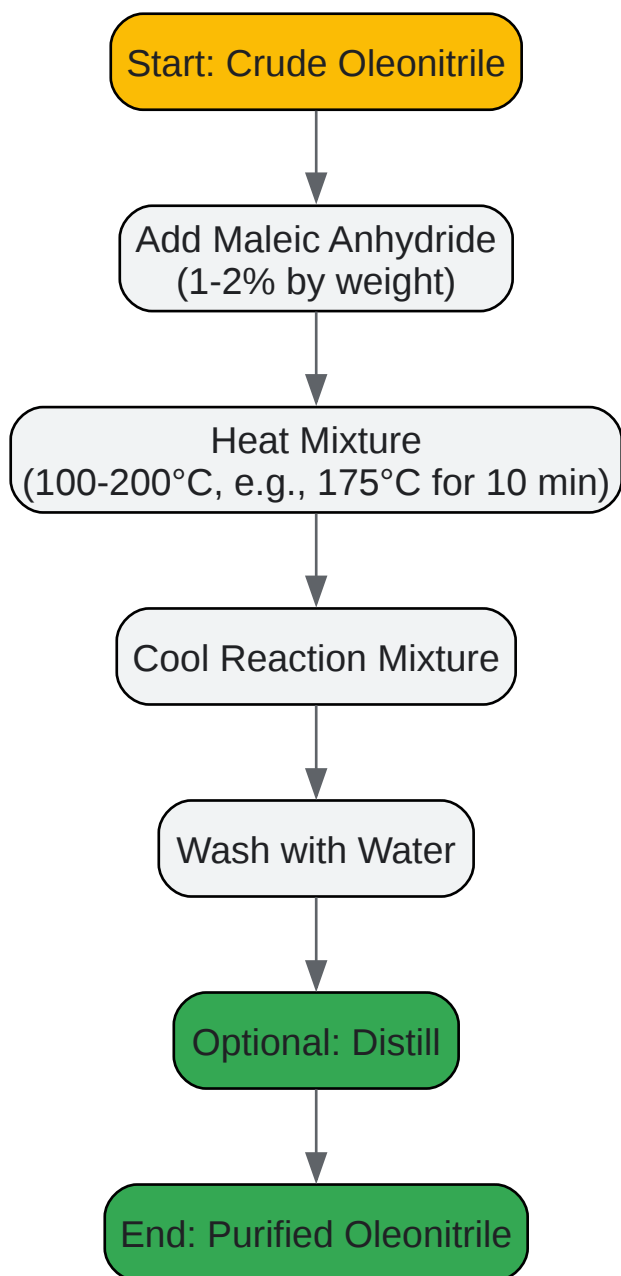 Start: Crude Oleonitrile
Add Maleic Anhydride
(1-2% by weight)
Heat Mixture
(100-200°C, e.g., 175°C for 10 min)
Cool Reaction Mixture
Wash with Water
Optional: Distill
End: Purified Oleonitrile